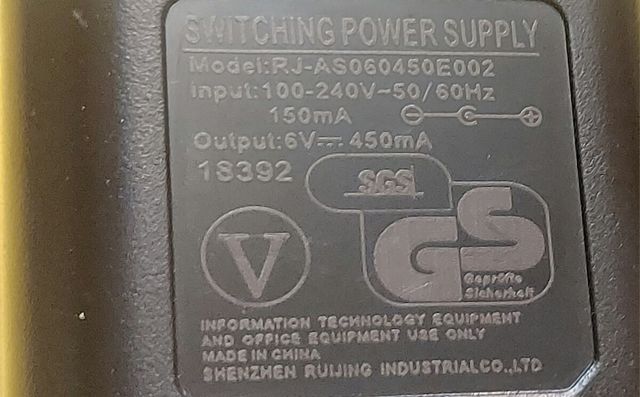 SWITCHING POWER SUPPLY
Model:RJ-AS060450E002
Input:100-240V~50/60Hz
150mA
Output:6V⎓450mA
18392
SGS
GS
Geprüfte
Sicherheit
V
INFORMATION TECHNOLOGY EQUIPMENT
AND OFFICE EQUIPMENT USE ONLY
MADE IN CHINA
SHENZHEN RUIJING INDUSTRIALCO.,LTD